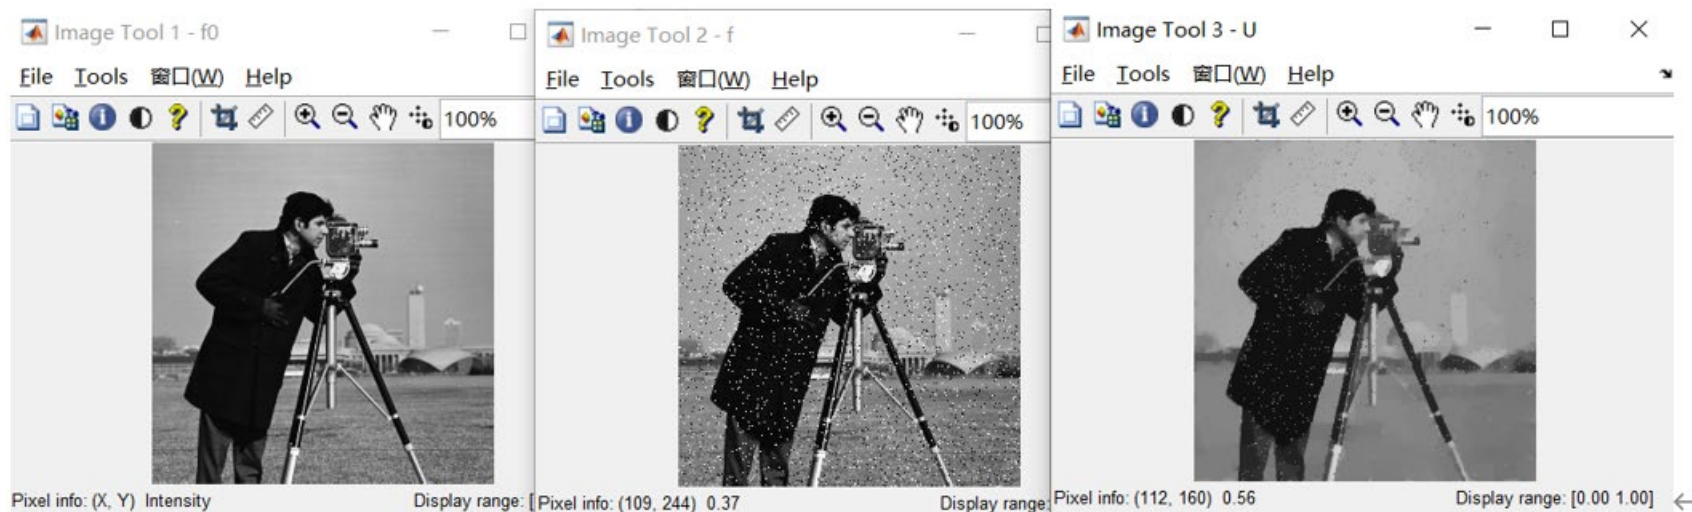 Image Tool 1 - f0
File Tools 窗口(W) Help
100%
Pixel info: (X, Y) Intensity
Display range: [
Image Tool 2 - f
File Tools 窗口(W) Help
100%
Pixel info: (109, 244) 0.37
Display range:
Image Tool 3 - U
File Tools 窗口(W) Help
100%
Pixel info: (112, 160) 0.56
Display range: [0.00 1.00]